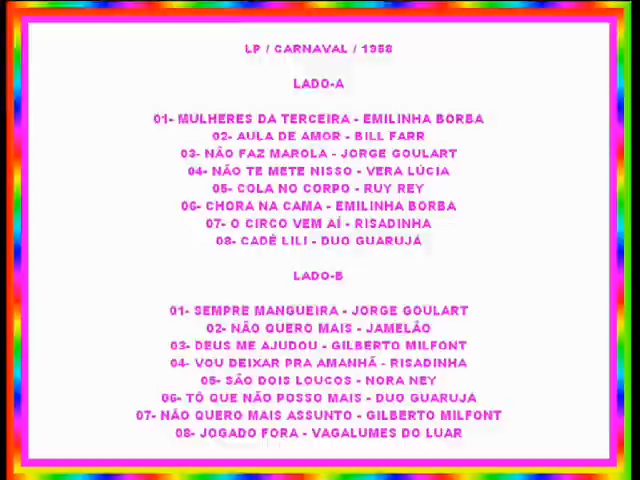 LP / CARNAVAL / 1958
LADO-A
01- MULHERES DA TERCEIRA - EMILINHA BORBA
02- AULA DE AMOR - BILL FARR
03- NÃO FAZ MAROLA - JORGE GOULART
04- NÃO TE METE NISSO - VERA LÚCIA
05- COLA NO CORPO - RUY REY
06- CHORA NA CAMA - EMILINHA BORBA
07- O CIRCO VEM AÍ - RISADINHA
08- CADÊ LILI - DUO GUARUJÁ
LADO-B
01- SEMPRE MANGUEIRA - JORGE GOULART
02- NÃO QUERO MAIS - JAMELÃO
03- DEUS ME AJUDOU - GILBERTO MILFONT
04- VOU DEIXAR PRA AMANHÃ - RISADINHA
05- SÃO DOIS LOUCOS - NORA NEY
06- TÔ QUE NÃO POSSO MAIS - DUO GUARUJA
07- NÃO QUERO MAIS ASSUNTO - GILBERTO MILFONT
08- JOGADO FORA - VAGALUMES DO LUAR